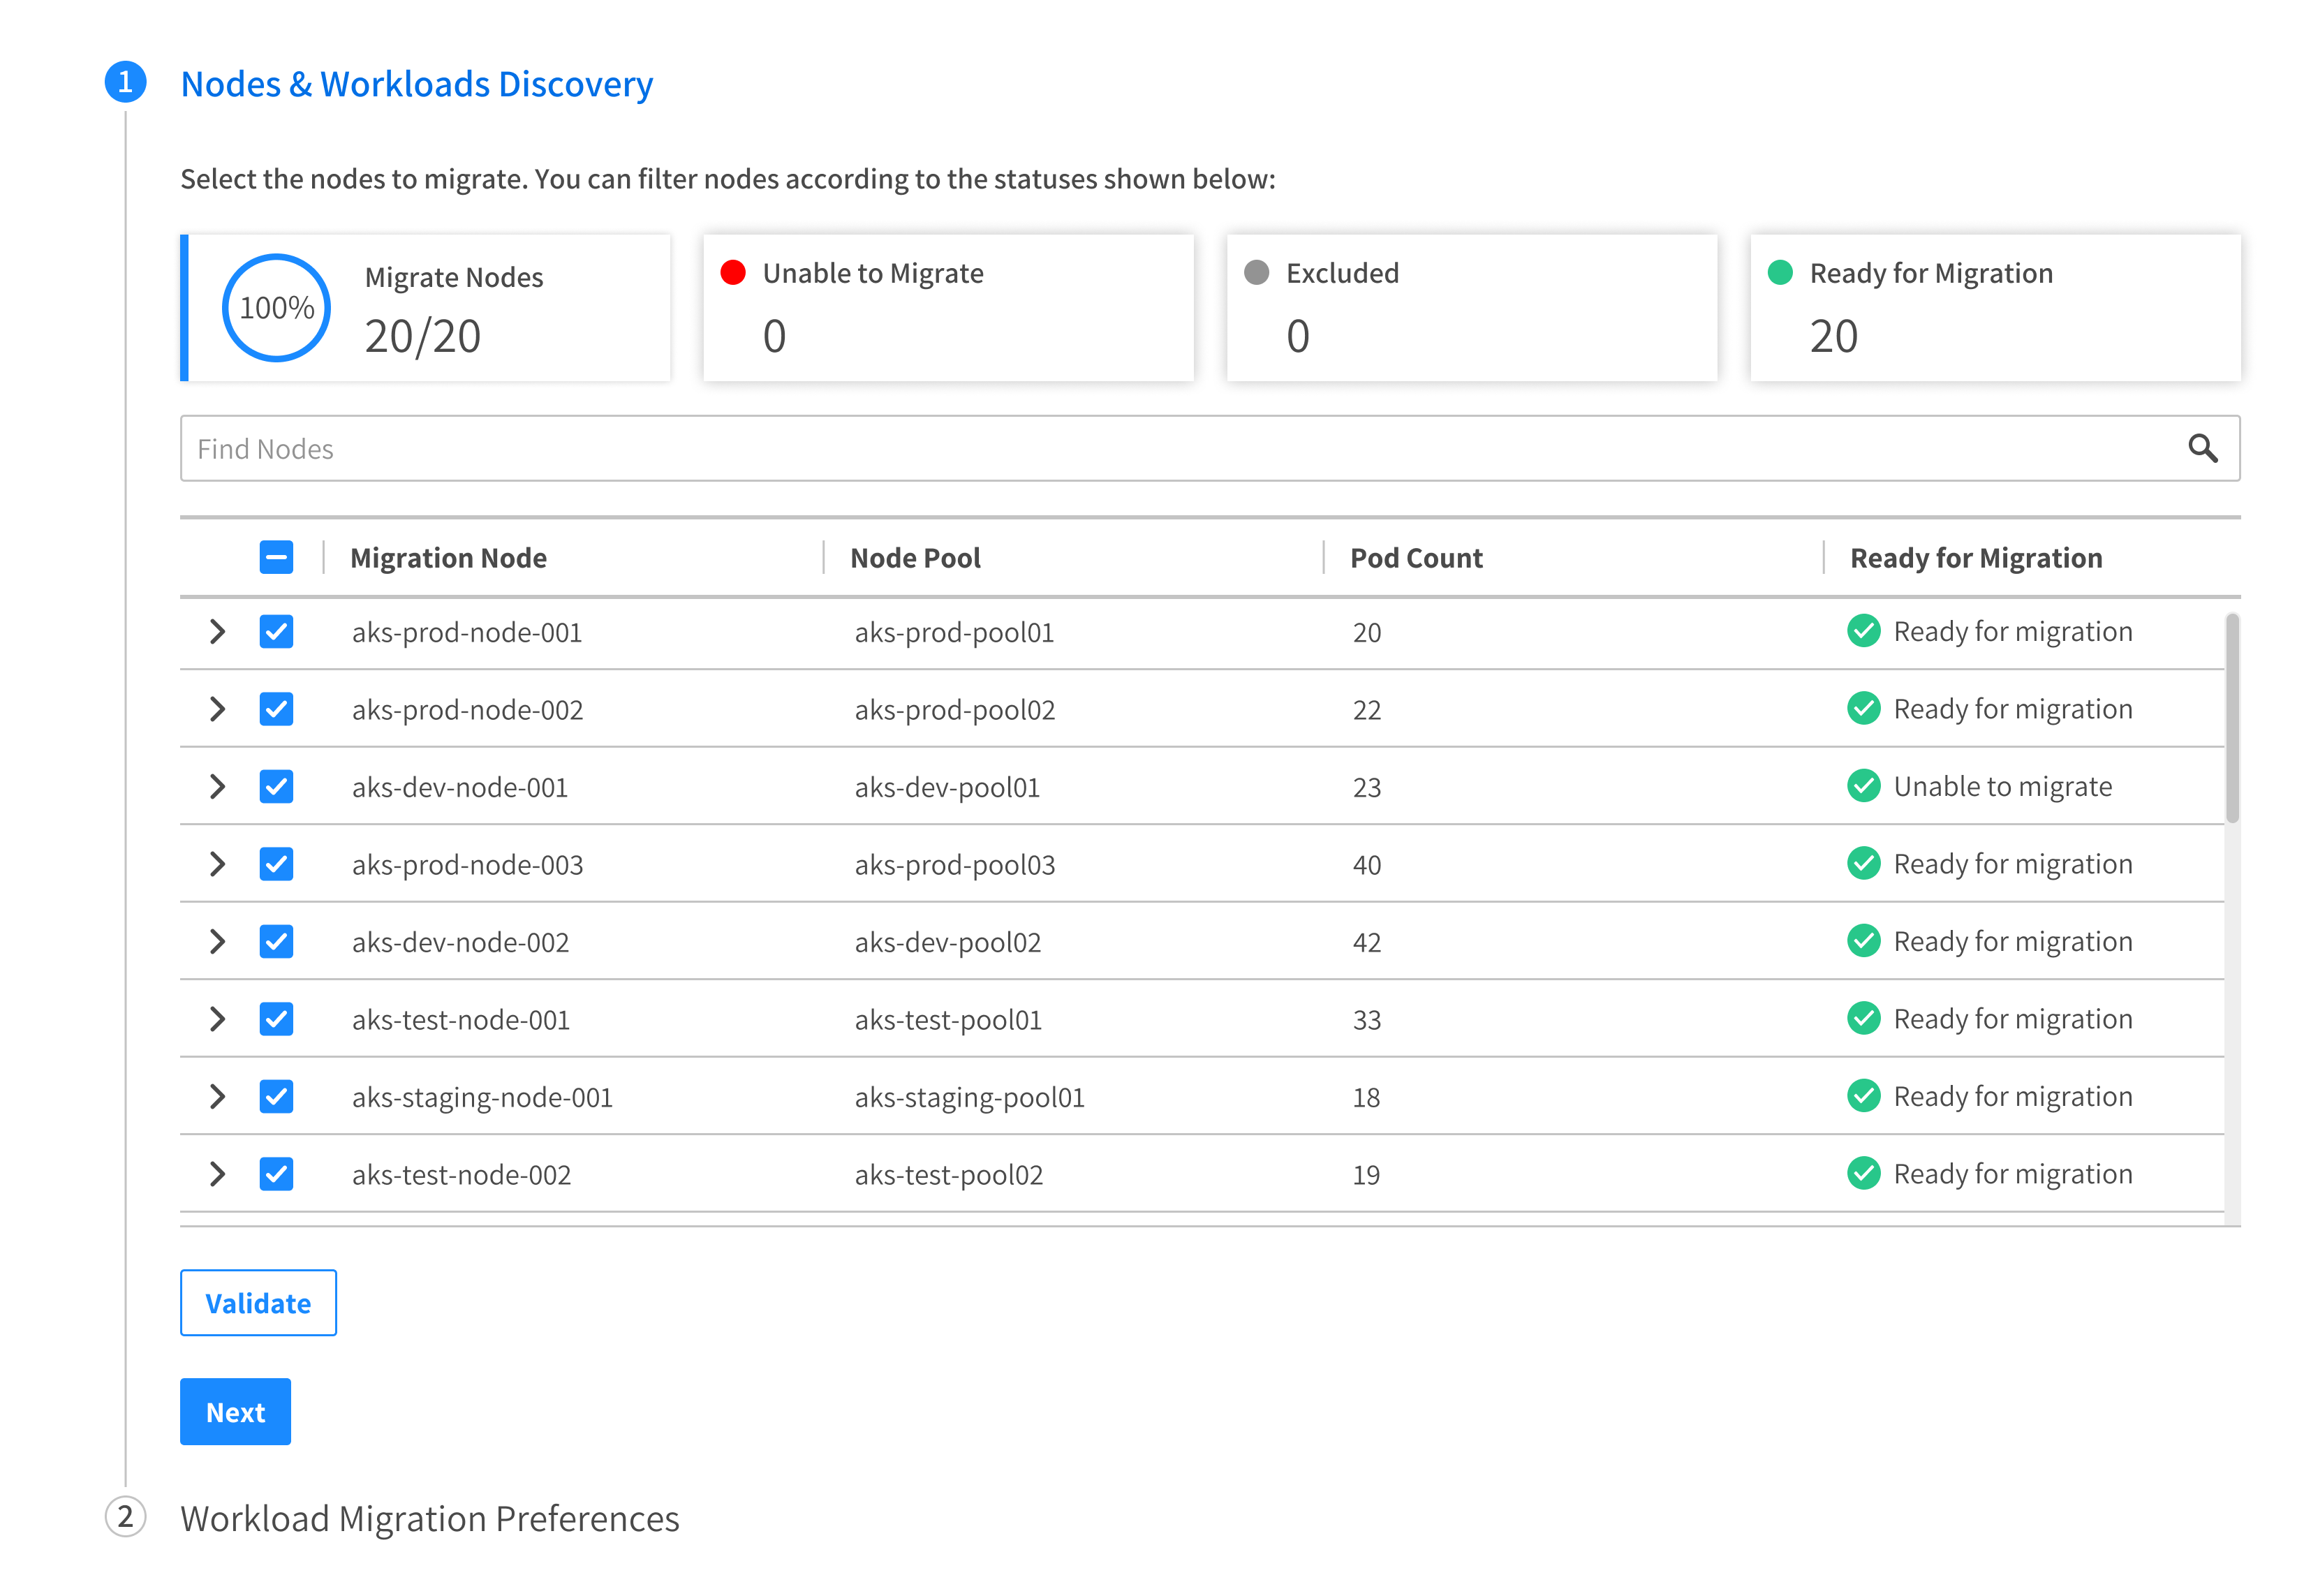 1 Nodes & Workloads Discovery
Select the nodes to migrate. You can filter nodes according to the statuses shown below:
100% Migrate Nodes 20/20
Unable to Migrate 0
Excluded 0
Ready for Migration 20
Find Nodes
Migration Node Node Pool Pod Count Ready for Migration
aks-prod-node-001 aks-prod-pool01 20 Ready for migration
aks-prod-node-002 aks-prod-pool02 22 Ready for migration
aks-dev-node-001 aks-dev-pool01 23 Unable to migrate
aks-prod-node-003 aks-prod-pool03 40 Ready for migration
aks-dev-node-002 aks-dev-pool02 42 Ready for migration
aks-test-node-001 aks-test-pool01 33 Ready for migration
aks-staging-node-001 aks-staging-pool01 18 Ready for migration
aks-test-node-002 aks-test-pool02 19 Ready for migration
Validate
Next
2 Workload Migration Preferences